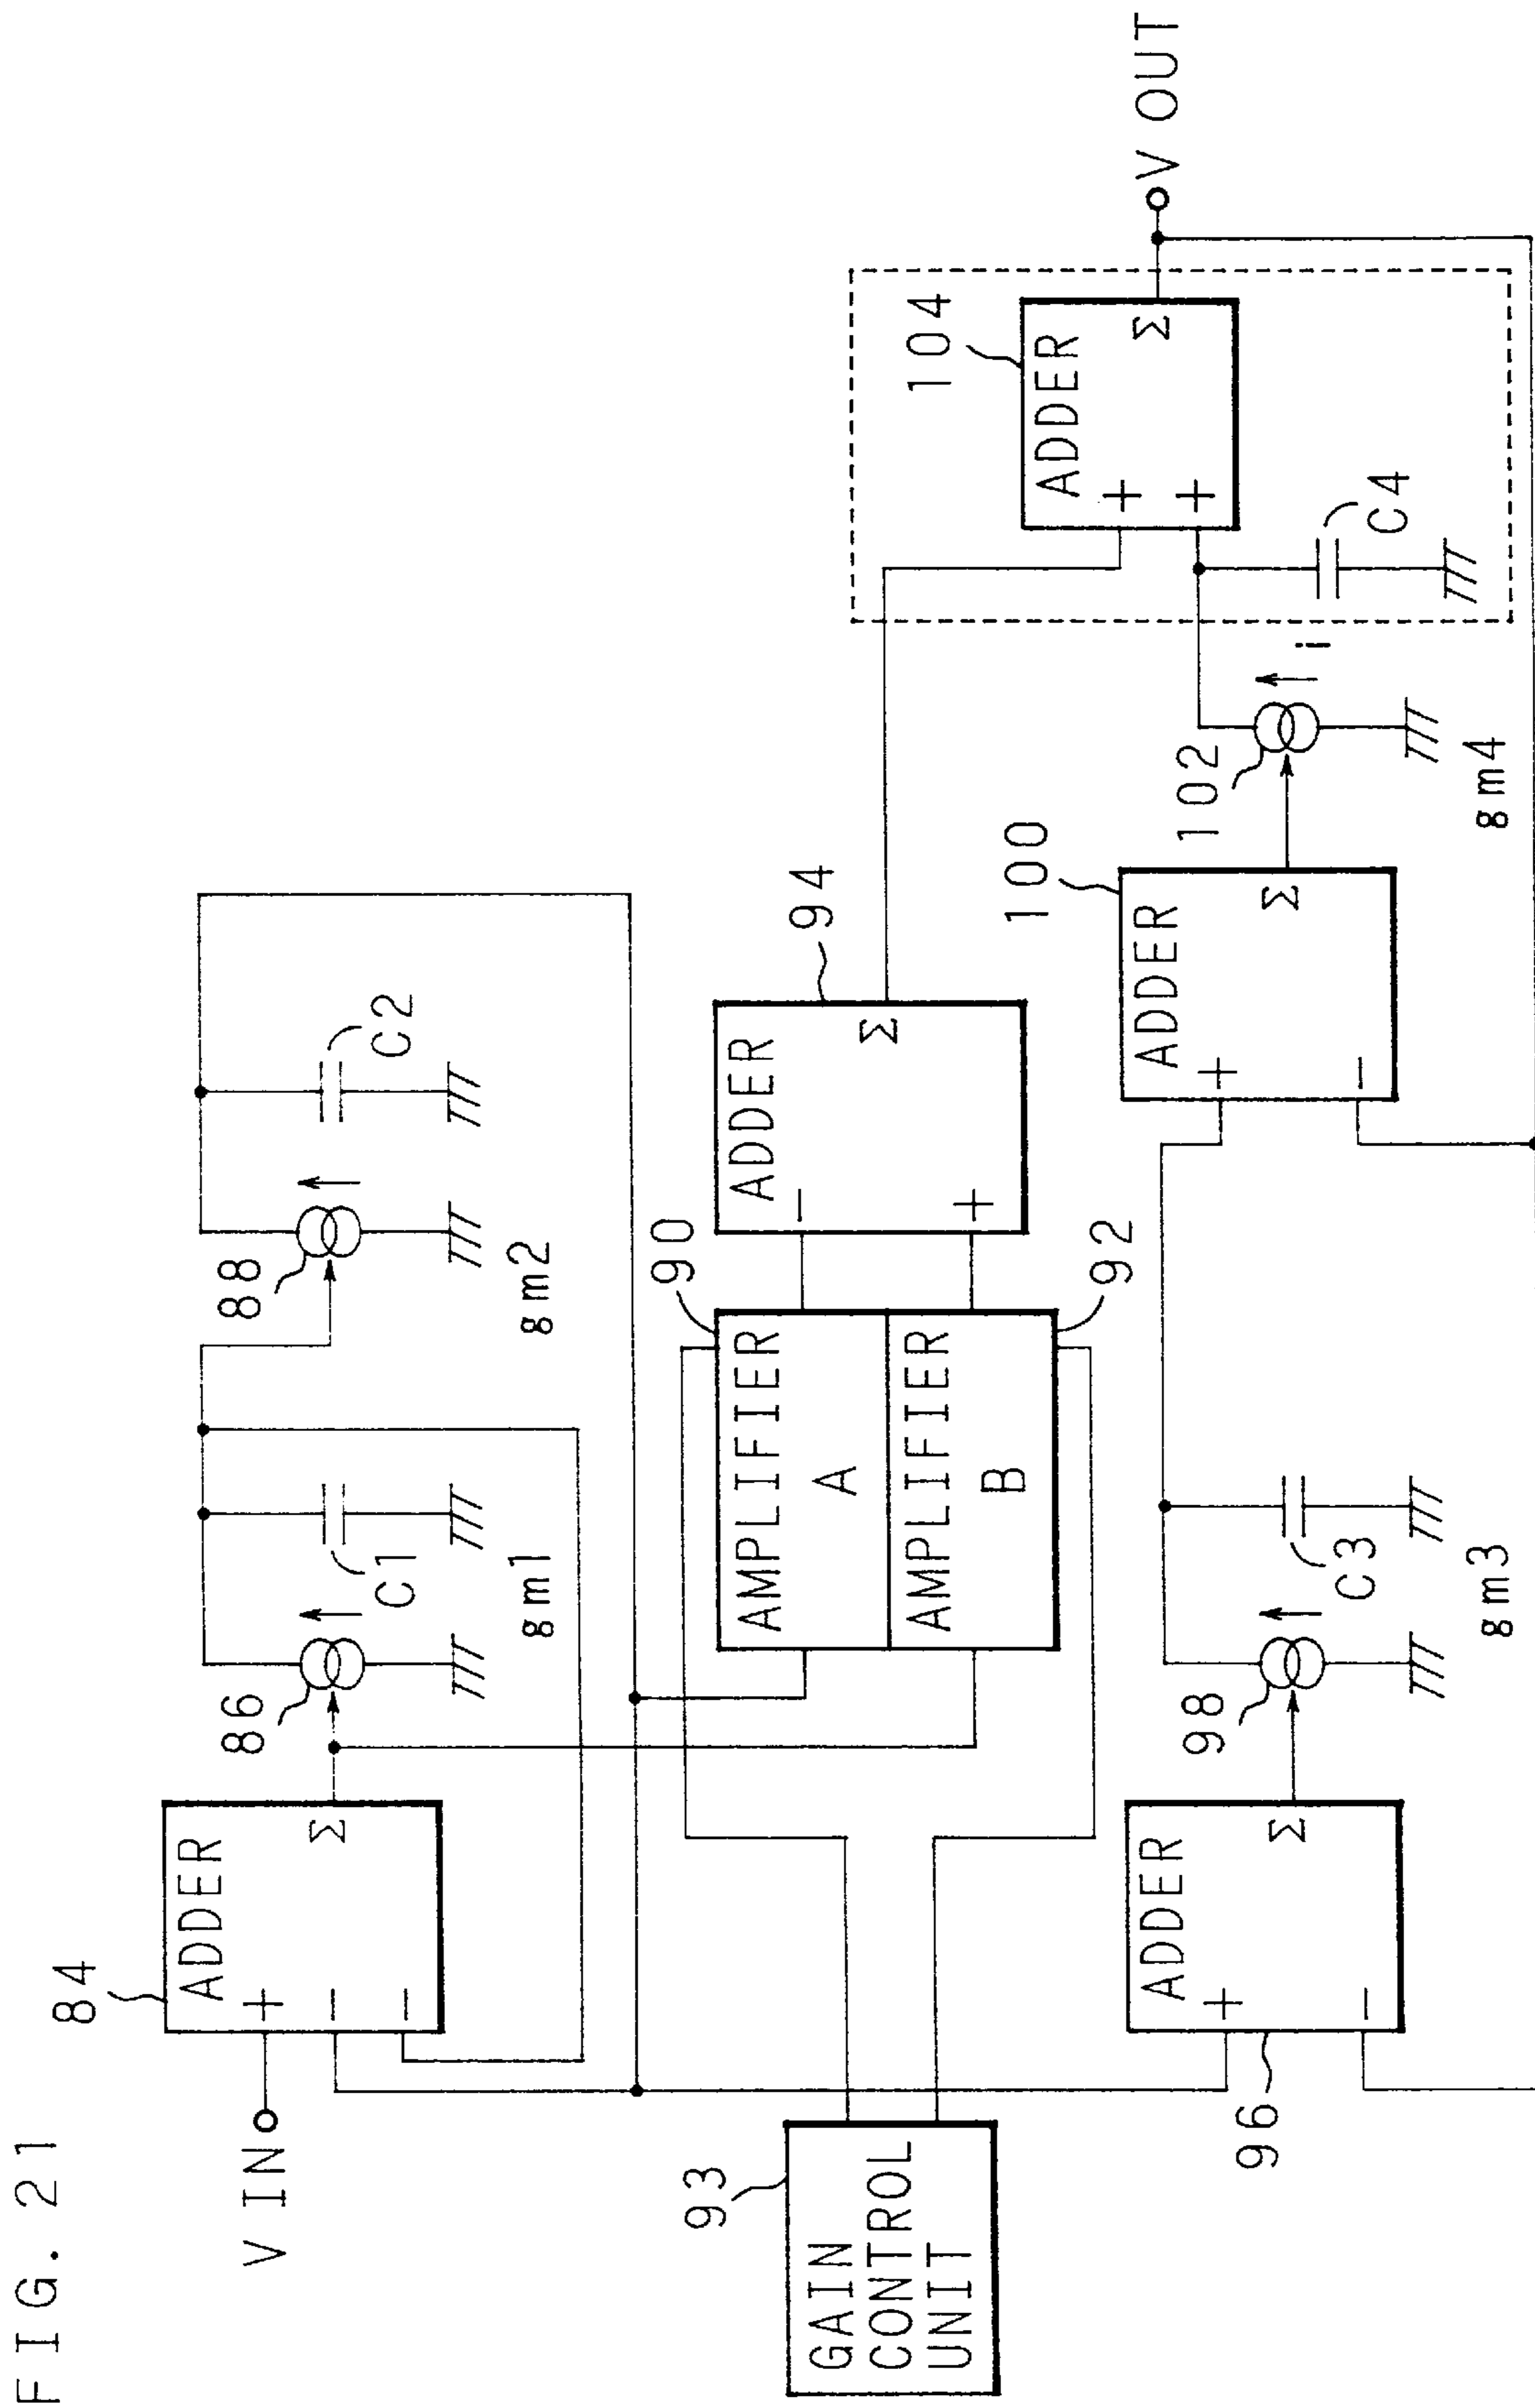 FIG. 21
V IN
84
ADDER
+
−
−
Σ
86
gm1
C1
88
gm2
C2
93
GAIN
CONTROL
UNIT
90
AMPLIFIER
A
AMPLIFIER
B
92
94
ADDER
−
+
Σ
96
ADDER
+
−
Σ
98
gm3
C3
100
ADDER
+
−
Σ
102
gm4
i
C4
104
ADDER
+
+
Σ
V OUT